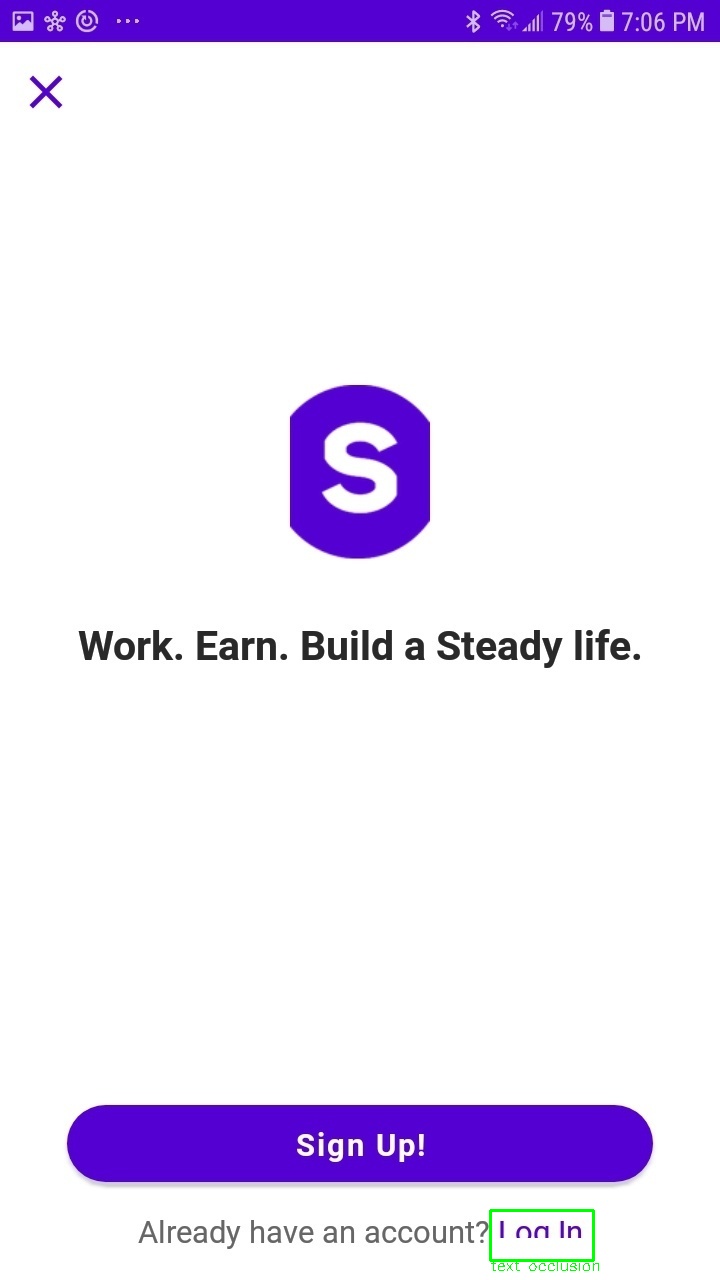 79% 7:06 PM
S
Work. Earn. Build a Steady life.
Sign Up!
Already have an account? Log In
text occlusion